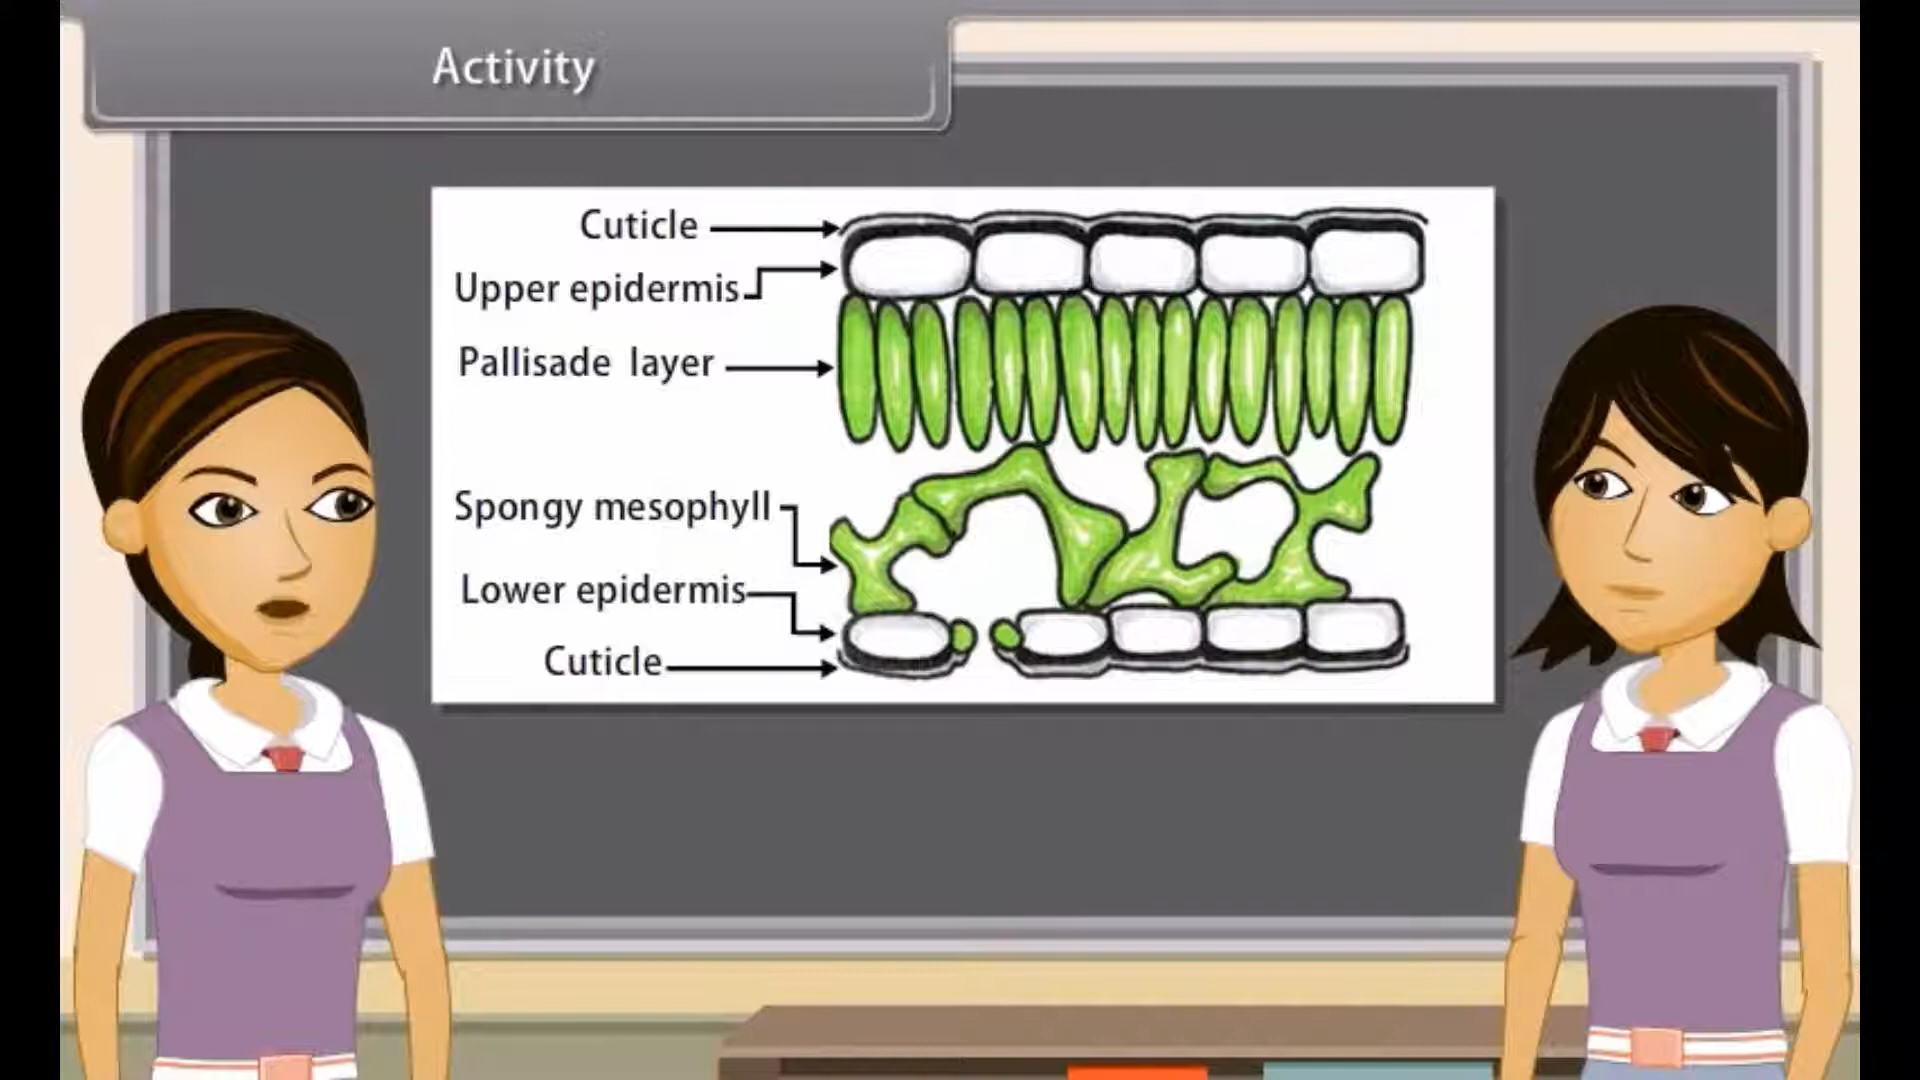 Activity
Cuticle
Upper epidermis
Pallisade layer
Spongy mesophyll
Lower epidermis
Cuticle